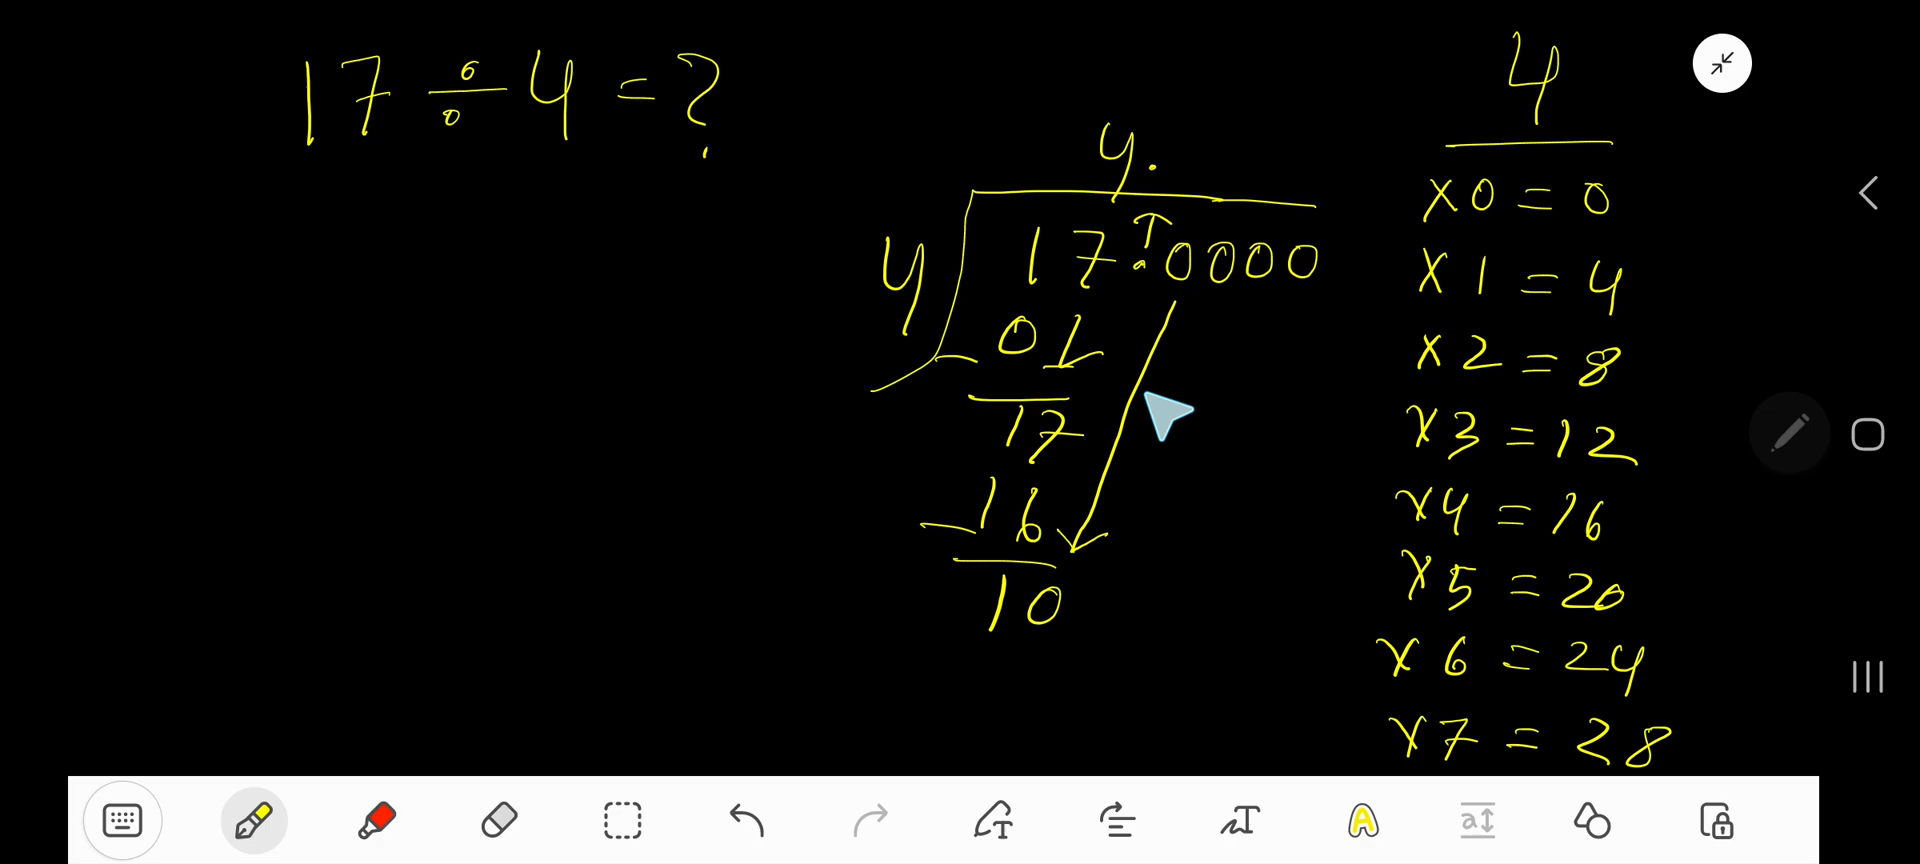 17 ÷ 4 = ?
4.
4 17.0000
- 01
17
- 16
10
4
x0 = 0
x1 = 4
x2 = 8
x3 = 12
x4 = 16
x5 = 20
x6 = 24
x7 = 28
T
T
A
a